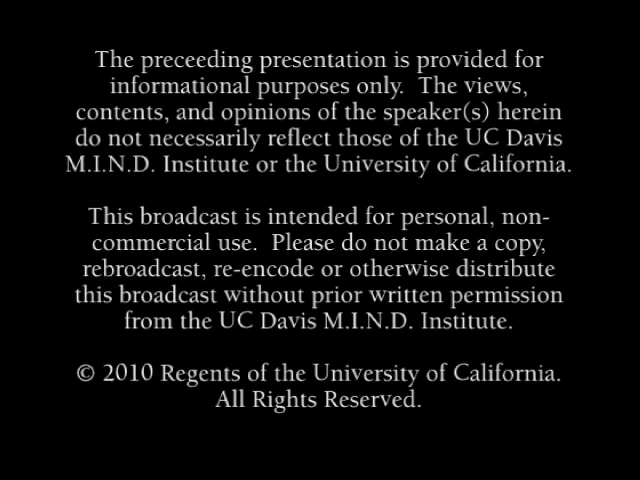 The preceeding presentation is provided for
informational purposes only.  The views,
contents, and opinions of the speaker(s) herein
do not necessarily reflect those of the UC Davis
M.I.N.D. Institute or the University of California.
This broadcast is intended for personal, non-
commercial use.  Please do not make a copy,
rebroadcast, re-encode or otherwise distribute
this broadcast without prior written permission
from the UC Davis M.I.N.D. Institute.
© 2010 Regents of the University of California.
All Rights Reserved.